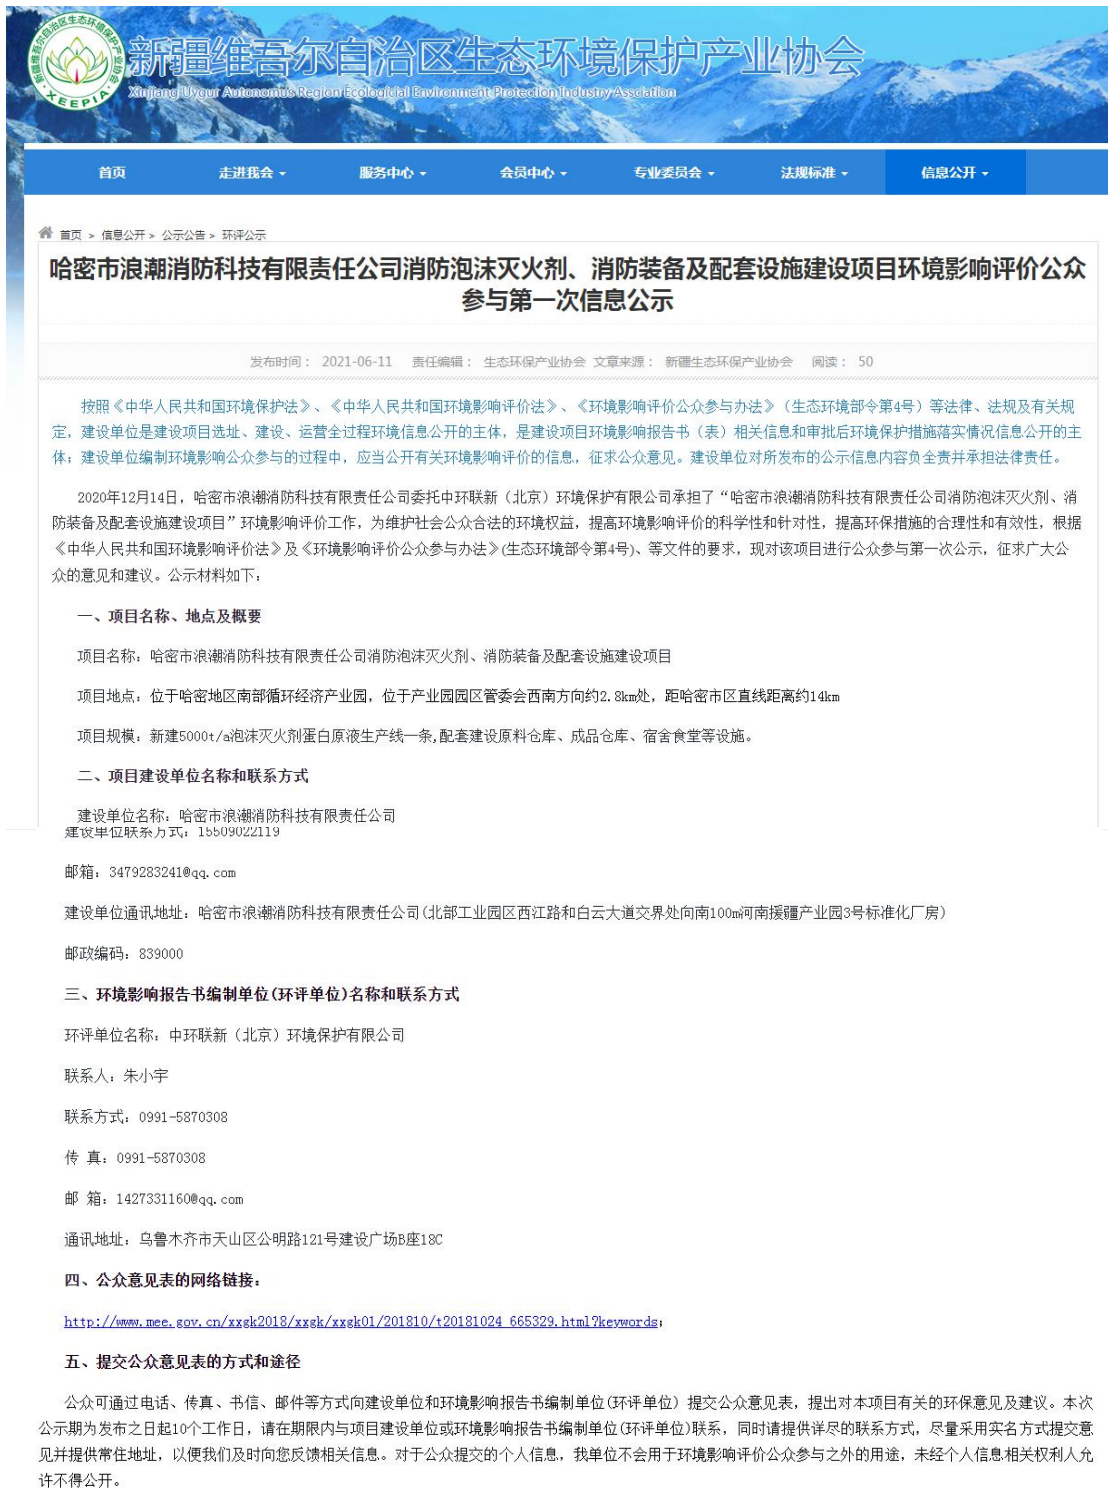 新疆维吾尔自治区生态环境保护产业协会
Xinjiang Uygur Autonomus Region Ecologicial Environment Protection Industry Assciation
新疆维吾尔自治区生态环境保护产业协会
·XEEPIA·
首页 走进我会 服务中心 会员中心 专业委员会 法规标准 信息公开
首页 > 信息公开 > 公示公告 > 环评公示
哈密市浪潮消防科技有限责任公司消防泡沫灭火剂、消防装备及配套设施建设项目环境影响评价公众
参与第一次信息公示
发布时间： 2021-06-11 责任编辑： 生态环保产业协会 文章来源： 新疆生态环保产业协会 阅读： 50
按照《中华人民共和国环境保护法》、《中华人民共和国环境影响评价法》、《环境影响评价公众参与办法》（生态环境部令第4号）等法律、法规及有关规
定，建设单位是建设项目选址、建设、运营全过程环境信息公开的主体，是建设项目环境影响报告书（表）相关信息和审批后环境保护措施落实情况信息公开的主
体；建设单位编制环境影响公众参与的过程中，应当公开有关环境影响评价的信息，征求公众意见。建设单位对所发布的公示信息内容负全责并承担法律责任。
2020年12月14日，哈密市浪潮消防科技有限责任公司委托中环联新（北京）环境保护有限公司承担了“哈密市浪潮消防科技有限责任公司消防泡沫灭火剂、消
防装备及配套设施建设项目”环境影响评价工作，为维护社会公众合法的环境权益，提高环境影响评价的科学性和针对性，提高环保措施的合理性和有效性，根据
《中华人民共和国环境影响评价法》及《环境影响评价公众参与办法》(生态环境部令第4号)、等文件的要求，现对该项目进行公众参与第一次公示，征求广大公
众的意见和建议。公示材料如下：
一、项目名称、地点及概要
项目名称：哈密市浪潮消防科技有限责任公司消防泡沫灭火剂、消防装备及配套设施建设项目
项目地点：位于哈密地区南部循环经济产业园，位于产业园园区管委会西南方向约2.8km处，距哈密市区直线距离约14km
项目规模：新建5000t/a泡沫灭火剂蛋白原液生产线一条,配套建设原料仓库、成品仓库、宿舍食堂等设施。
二、项目建设单位名称和联系方式
建设单位名称：哈密市浪潮消防科技有限责任公司
建设单位联系方式：15509022119
邮箱：3479283241@qq.com
建设单位通讯地址：哈密市浪潮消防科技有限责任公司(北部工业园区西江路和白云大道交界处向南100m河南援疆产业园3号标准化厂房)
邮政编码：839000
三、环境影响报告书编制单位(环评单位)名称和联系方式
环评单位名称：中环联新（北京）环境保护有限公司
联系人：朱小宇
联系方式：0991-5870308
传 真：0991-5870308
邮 箱：1427331160@qq.com
通讯地址：乌鲁木齐市天山区公明路121号建设广场B座18C
四、公众意见表的网络链接：
http://www.mee.gov.cn/xxgk2018/xxgk/xxgk01/201810/t20181024_665329.html?keywords；
五、提交公众意见表的方式和途径
公众可通过电话、传真、书信、邮件等方式向建设单位和环境影响报告书编制单位(环评单位）提交公众意见表，提出对本项目有关的环保意见及建议。本次
公示期为发布之日起10个工作日，请在期限内与项目建设单位或环境影响报告书编制单位(环评单位)联系，同时请提供详尽的联系方式，尽量采用实名方式提交意
见并提供常住地址，以便我们及时向您反馈相关信息。对于公众提交的个人信息，我单位不会用于环境影响评价公众参与之外的用途，未经个人信息相关权利人允
许不得公开。